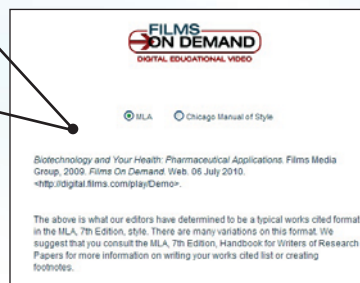 FILMS
ON DEMAND
DIGITAL EDUCATIONAL VIDEO
MLA Chicago Manual of Style
Biotechnology and Your Health: Pharmaceutical Applications. Films Media
Group, 2009. Films On Demand. Web. 06 July 2010.
<http://digital.films.com/play/Demo>.
The above is what our editors have determined to be a typical works cited format
in the MLA, 7th Edition, style. There are many variations on this format. We
suggest that you consult the MLA, 7th Edition, Handbook for Writers of Research
Papers for more information on writing your works cited list or creating
footnotes.